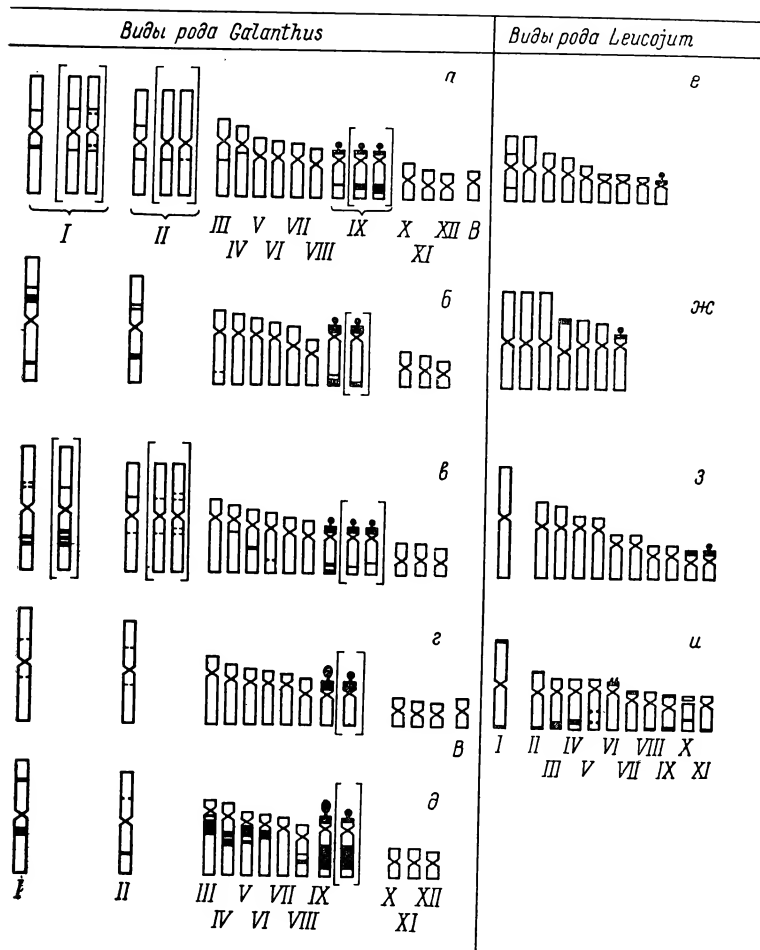 Виды рода Galanthus
Виды рода Leucojum
а
е
I II III V VII IX X XII В
IV VI VIII XI
б
ж
в
з
г
и
В
I II IV VI VIII X
III V VII IX XI
д
I II III V VII IX X XII
IV VI VIII XI